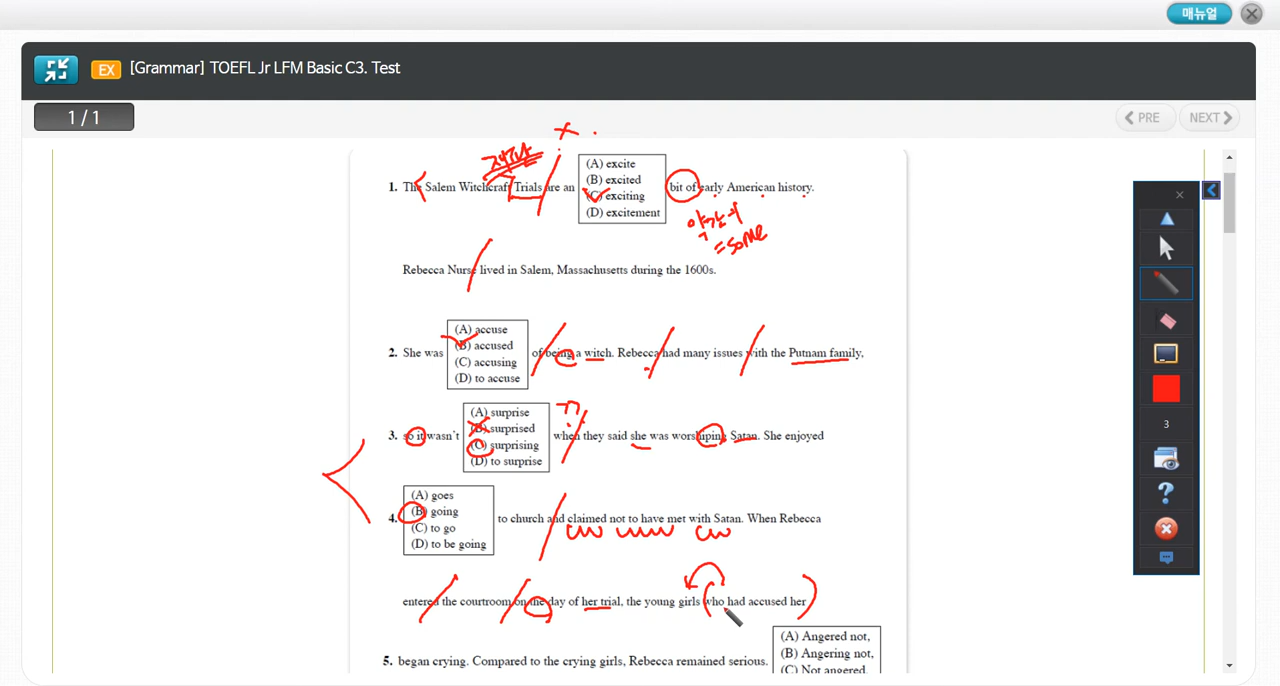 매뉴얼
EX [Grammar] TOEFL Jr LFM Basic C3. Test
1 / 1
PRE NEXT
1. The Salem Witchcraft Trials are an
(A) excite
(B) excited
(C) exciting
(D) excitement
bit of early American history.
= some
Rebecca Nurse lived in Salem, Massachusetts during the 1600s.
2. She was
(A) accuse
(B) accused
(C) accusing
(D) to accuse
of being a witch. Rebecca had many issues with the Putnam family,
3. so it wasn't
(A) surprise
(B) surprised
(C) surprising
(D) to surprise
when they said she was worshiping Satan. She enjoyed
4.
(A) goes
(B) going
(C) to go
(D) to be going
to church and claimed not to have met with Satan. When Rebecca
entered the courtroom on the day of her trial, the young girls who had accused her
5. began crying. Compared to the crying girls, Rebecca remained serious.
(A) Angered not,
(B) Angering not,
(C) Not angered,
3